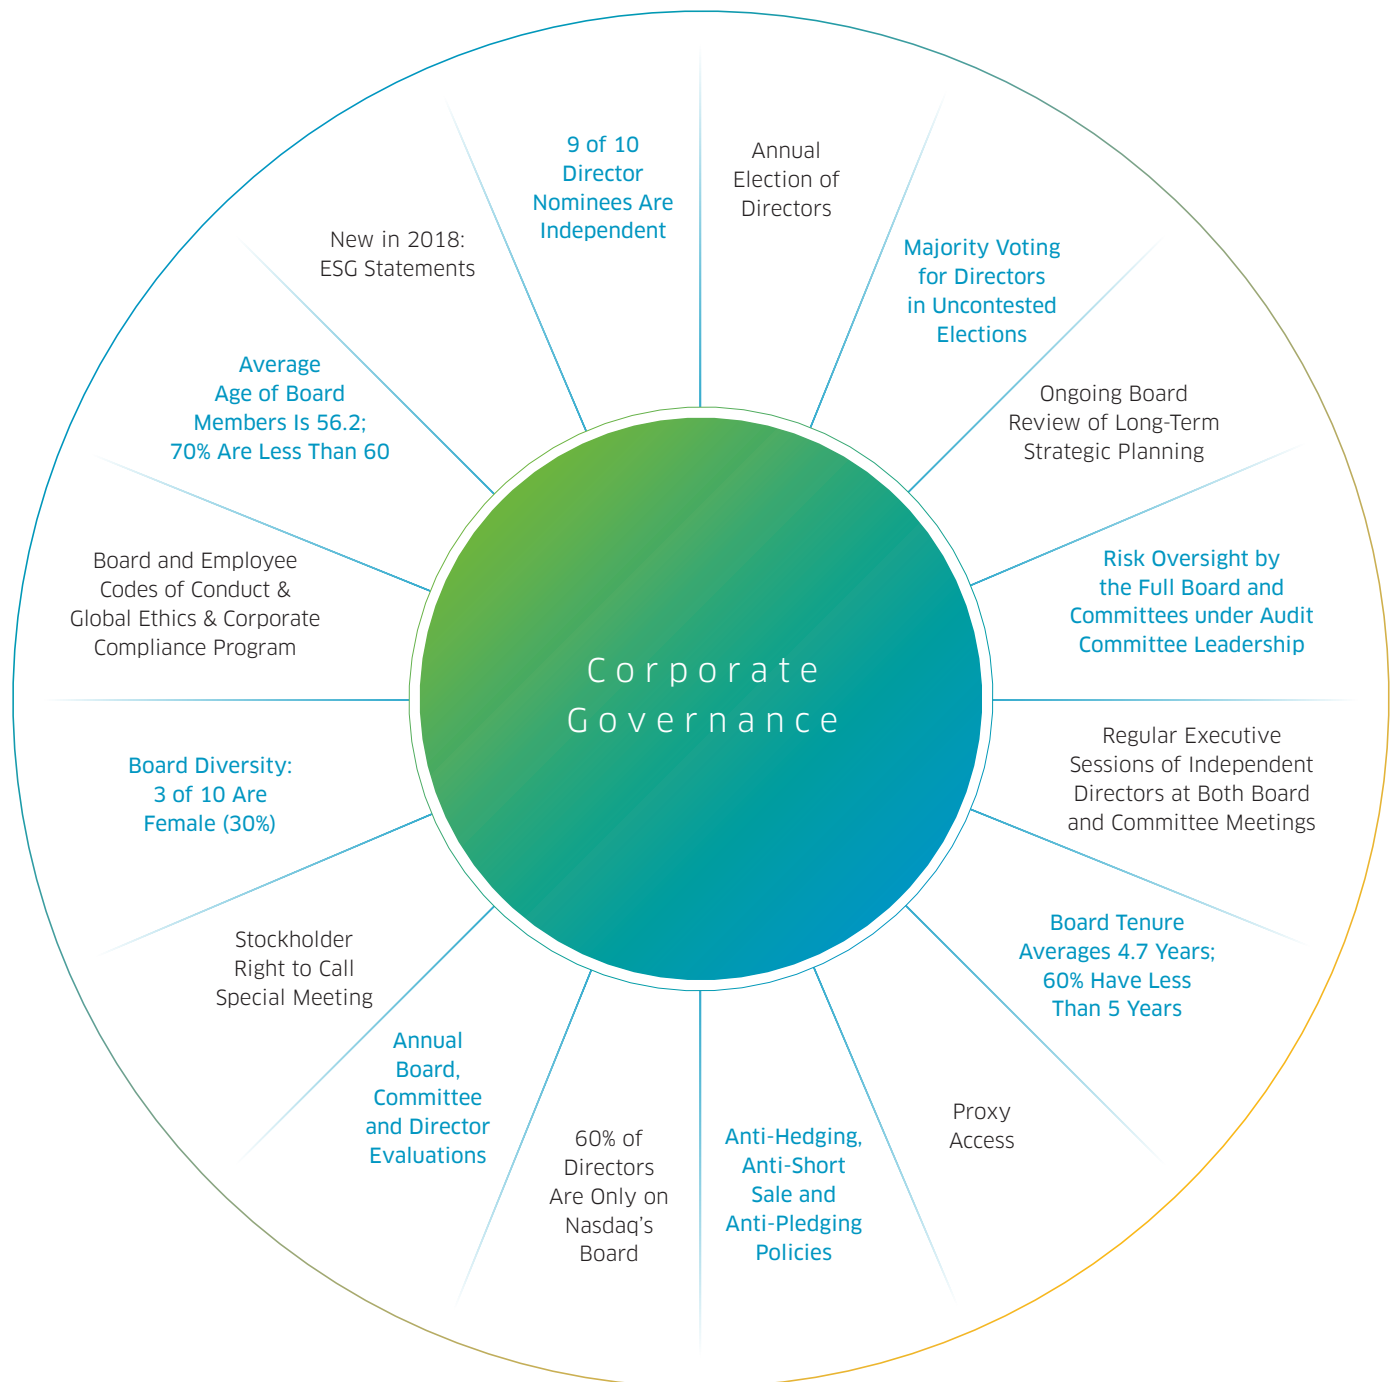 Corporate
Governance
Annual
Election of
Directors
Majority Voting
for Directors
in Uncontested
Elections
Ongoing Board
Review of Long-Term
Strategic Planning
Risk Oversight by
the Full Board and
Committees under Audit
Committee Leadership
Regular Executive
Sessions of Independent
Directors at Both Board
and Committee Meetings
Board Tenure
Averages 4.7 Years;
60% Have Less
Than 5 Years
Proxy
Access
Anti-Hedging,
Anti-Short
Sale and
Anti-Pledging
Policies
60% of
Directors
Are Only on
Nasdaq’s
Board
Annual
Board,
Committee
and Director
Evaluations
Stockholder
Right to Call
Special Meeting
Board Diversity:
3 of 10 Are
Female (30%)
Board and Employee
Codes of Conduct &
Global Ethics & Corporate
Compliance Program
Average
Age of Board
Members Is 56.2;
70% Are Less Than 60
New in 2018:
ESG Statements
9 of 10
Director
Nominees Are
Independent